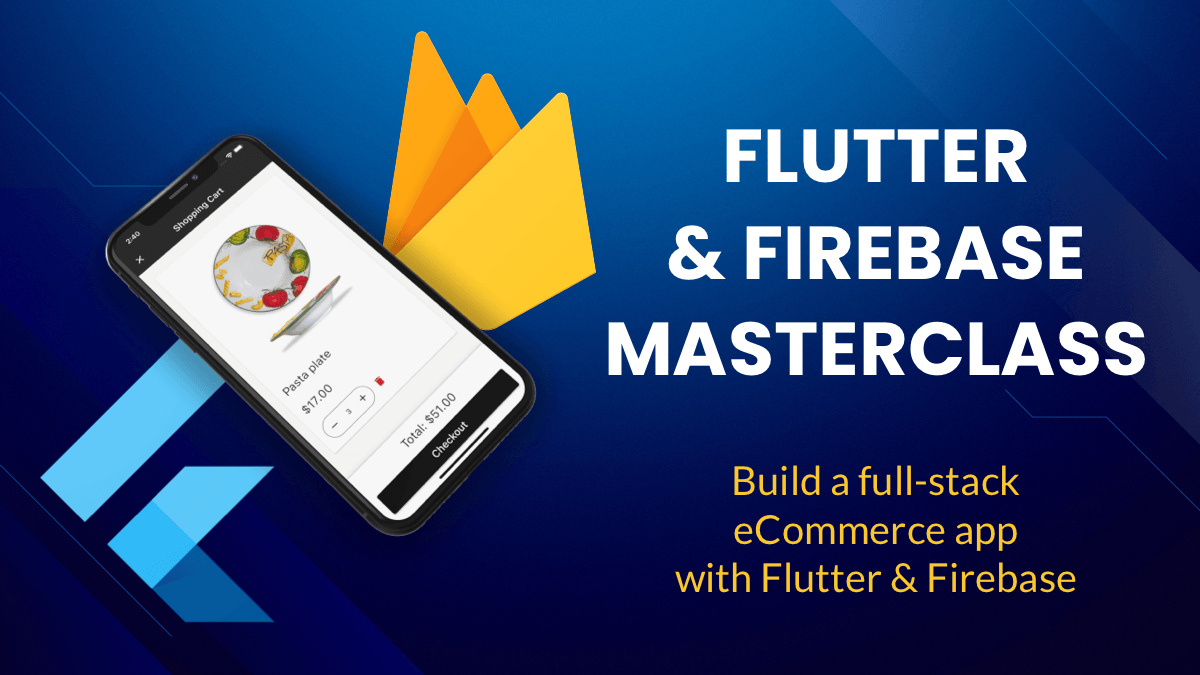 2:40
Shopping Cart
PASTA
Pasta plate
$17.00
3
Total: $51.00
Checkout
FLUTTER
& FIREBASE
MASTERCLASS
Build a full-stack
eCommerce app
with Flutter & Firebase